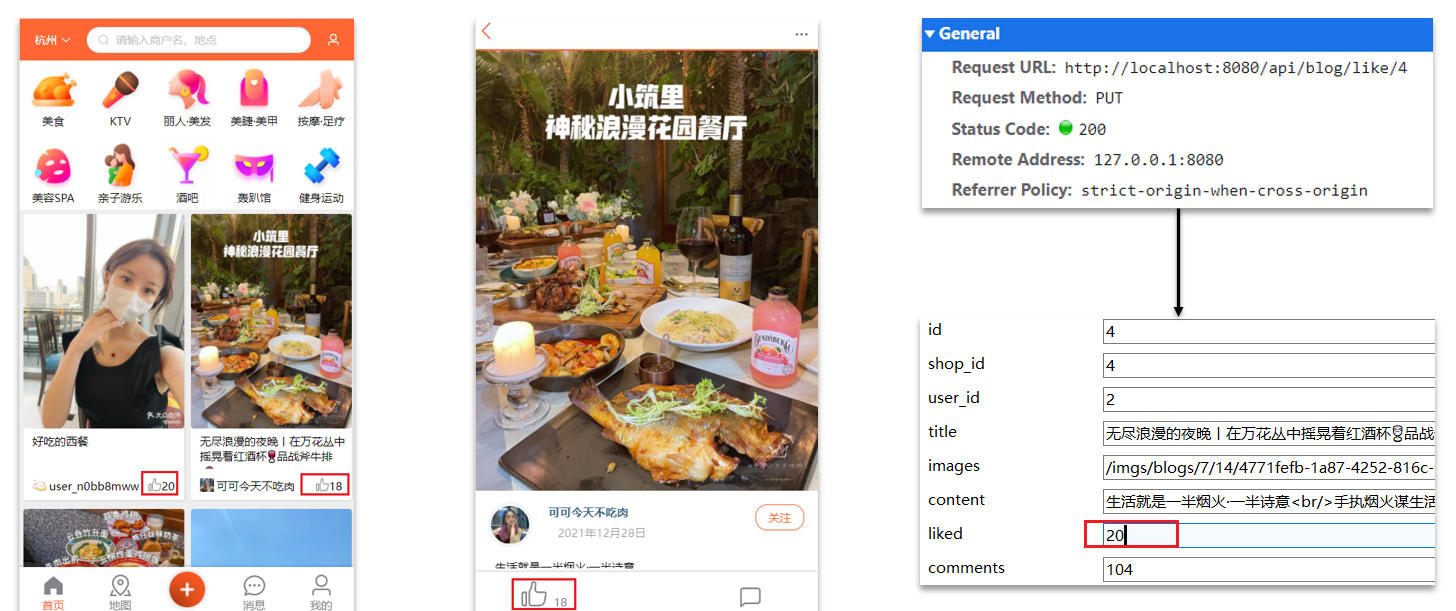 杭州
请输入商户名、地点
美食
KTV
丽人·美发
美睫·美甲
按摩·足疗
美容SPA
亲子游乐
酒吧
轰趴馆
健身运动
大众点评
小筑里
神秘浪漫花园餐厅
好吃的西餐
user_n0bb8mww
20
无尽浪漫的夜晚丨在万花丛中
摇晃着红酒杯🍷品战斧牛排
可可今天不吃肉
18
首页
地图
消息
我的
小筑里
神秘浪漫花园餐厅
BUNDABERG
可可今天不吃肉
2021年12月28日
关注
生活就是一半烟火·一半诗意
18
General
Request URL: http://localhost:8080/api/blog/like/4
Request Method: PUT
Status Code: 200
Remote Address: 127.0.0.1:8080
Referrer Policy: strict-origin-when-cross-origin
id 4
shop_id 4
user_id 2
title 无尽浪漫的夜晚丨在万花丛中摇晃着红酒杯🍷品战
images /imgs/blogs/7/14/4771fefb-1a87-4252-816c-
content 生活就是一半烟火·一半诗意<br/>手执烟火谋生活
liked 20
comments 104